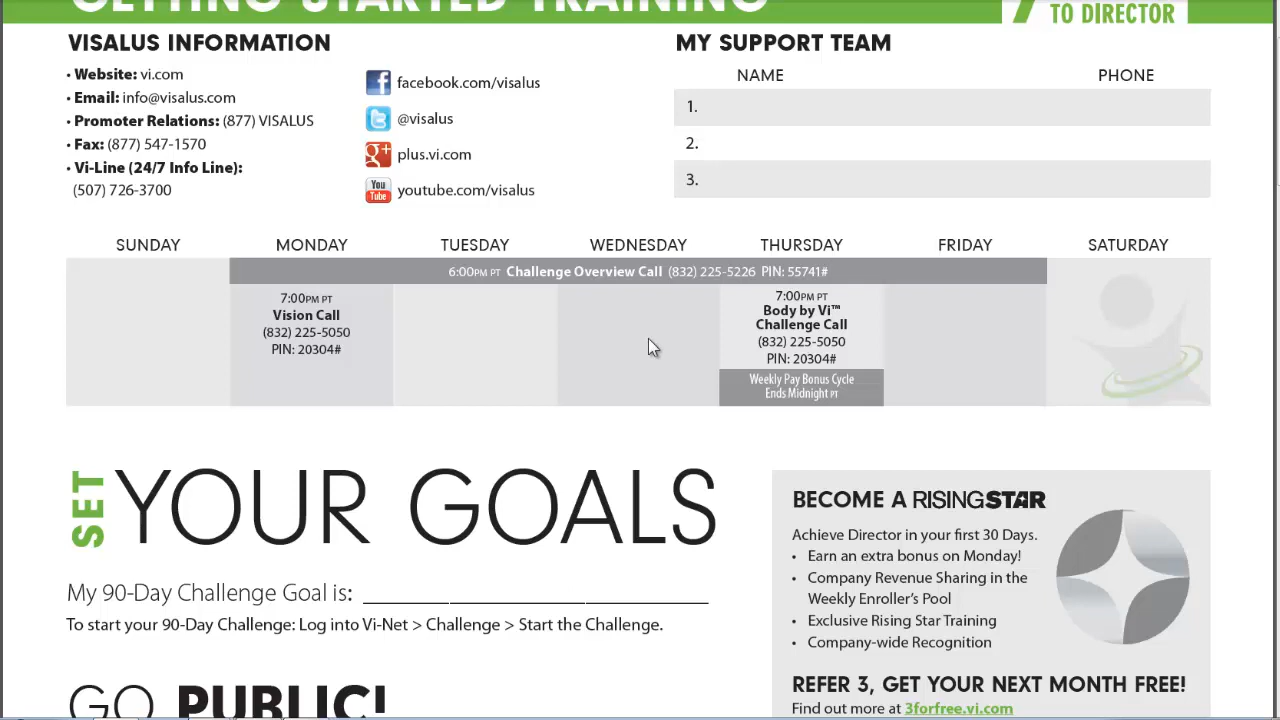 GETTING STARTED TRAINING
7
TO DIRECTOR
VISALUS INFORMATION
• Website: vi.com
• Email: info@visalus.com
• Promoter Relations: (877) VISALUS
• Fax: (877) 547-1570
• Vi-Line (24/7 Info Line):
(507) 726-3700
f
facebook.com/visalus
t
@visalus
g+
plus.vi.com
You
Tube
youtube.com/visalus
MY SUPPORT TEAM
NAME PHONE
1.
2.
3.
SUNDAY MONDAY TUESDAY WEDNESDAY THURSDAY FRIDAY SATURDAY
6:00PM PT Challenge Overview Call (832) 225-5226 PIN: 55741#
7:00PM PT
Vision Call
(832) 225-5050
PIN: 20304#
7:00PM PT
Body by Vi™
Challenge Call
(832) 225-5050
PIN: 20304#
Weekly Pay Bonus Cycle
Ends Midnight PT
SET YOUR GOALS
My 90-Day Challenge Goal is:
To start your 90-Day Challenge: Log into Vi-Net > Challenge > Start the Challenge.
GO PUBLIC!
BECOME A RISINGSTAR
Achieve Director in your first 30 Days.
• Earn an extra bonus on Monday!
• Company Revenue Sharing in the
Weekly Enroller's Pool
• Exclusive Rising Star Training
• Company-wide Recognition
REFER 3, GET YOUR NEXT MONTH FREE!
Find out more at 3forfree.vi.com